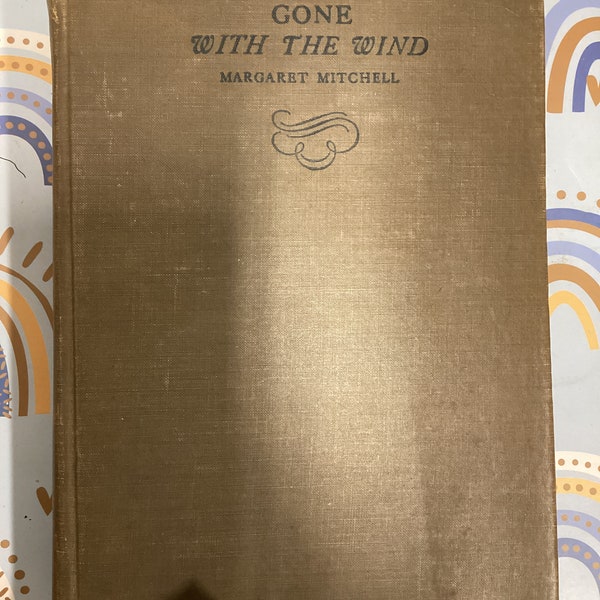 GONE
WITH THE WIND
MARGARET MITCHELL